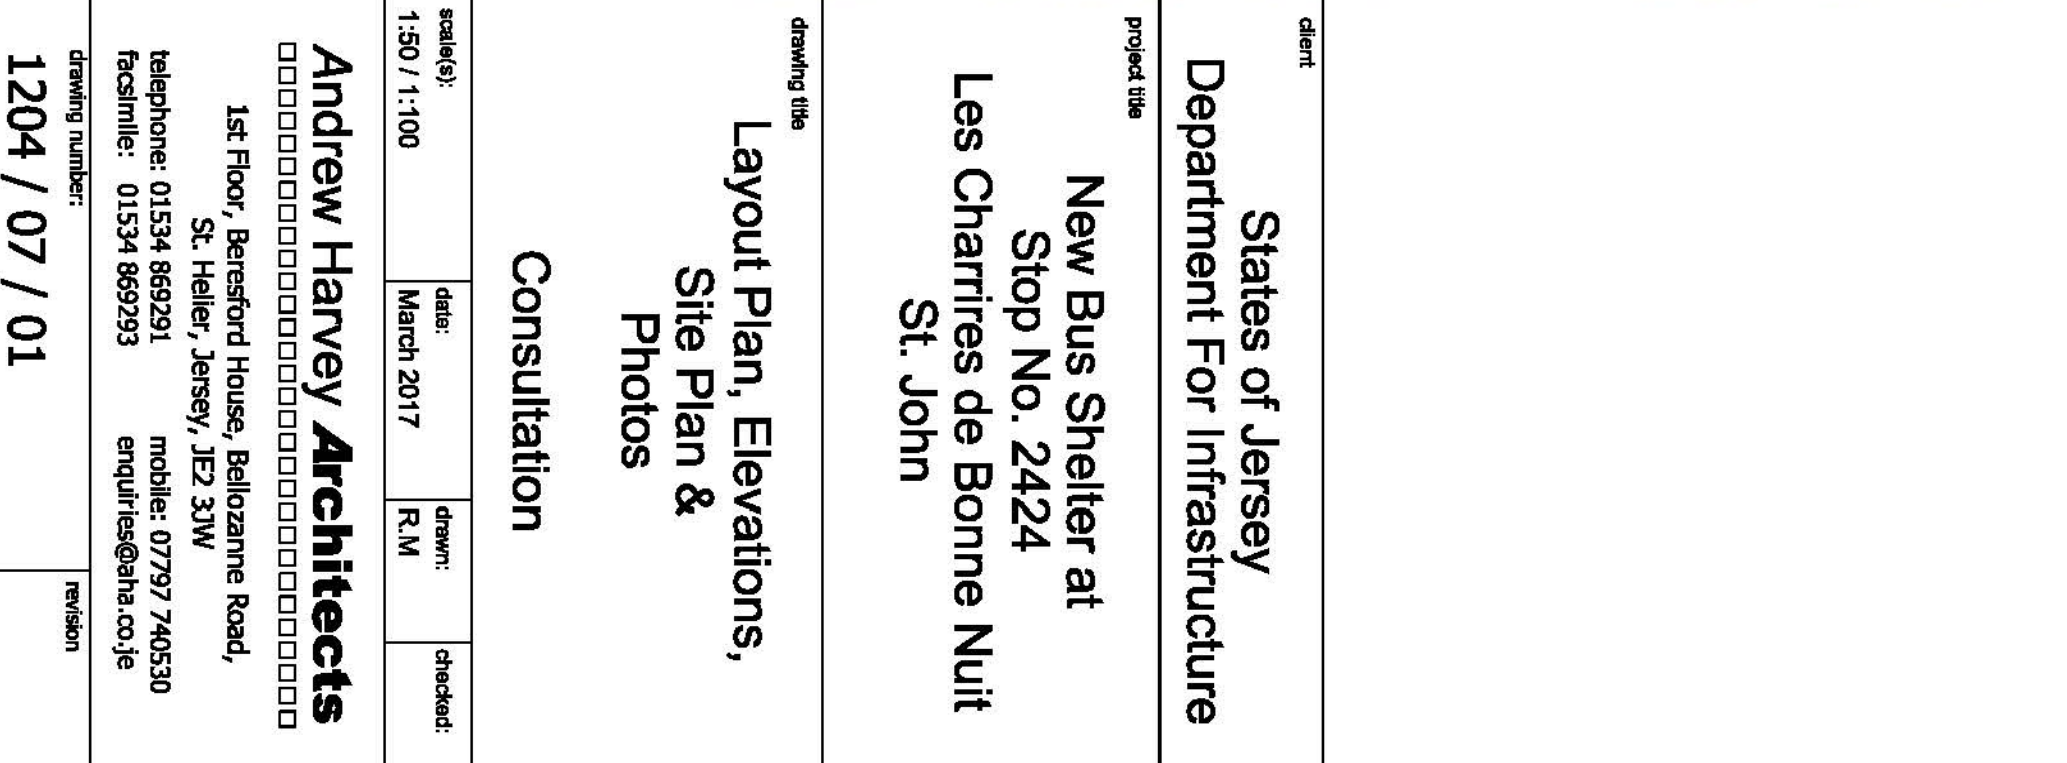 client
States of Jersey
Department For Infrastructure
project title
New Bus Shelter at
Stop No. 2424
Les Charrires de Bonne Nuit
St. John
drawing title
Layout Plan, Elevations,
Site Plan &
Photos
Consultation
scale(s): date: drawn: checked:
1:50 / 1:100 March 2017 R.M
Andrew Harvey Architects
1st Floor, Beresford House, Bellozanne Road,
St. Helier, Jersey, JE2 3JW
telephone: 01534 869291 mobile: 07797 740530
facsimile: 01534 869293 enquiries@aha.co.je
drawing number: revision
1204 / 07 / 01